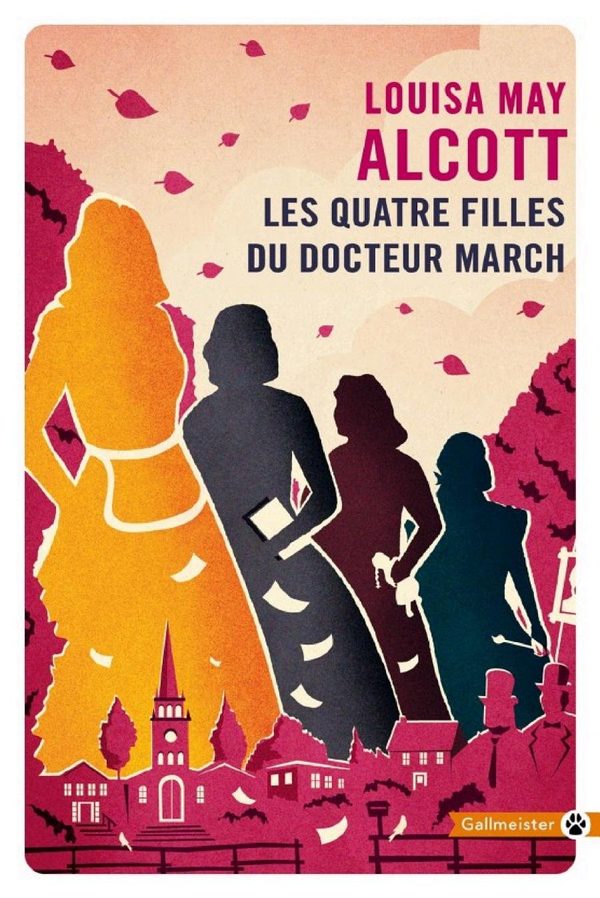 LOUISA MAY
ALCOTT
LES QUATRE FILLES
DU DOCTEUR MARCH
Gallmeister